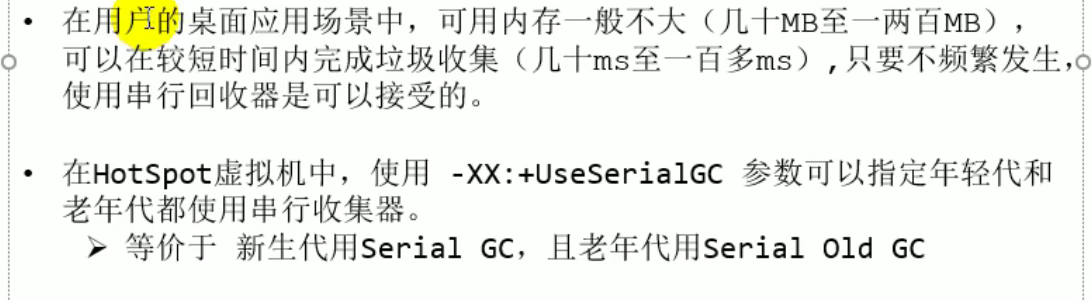 • 在用户的桌面应用场景中，可用内存一般不大（几十MB至一两百MB），
可以在较短时间内完成垃圾收集（几十ms至一百多ms）,只要不频繁发生，
使用串行回收器是可以接受的。
• 在HotSpot虚拟机中，使用 -XX:+UseSerialGC 参数可以指定年轻代和
老年代都使用串行收集器。
➢ 等价于 新生代用Serial GC，且老年代用Serial Old GC